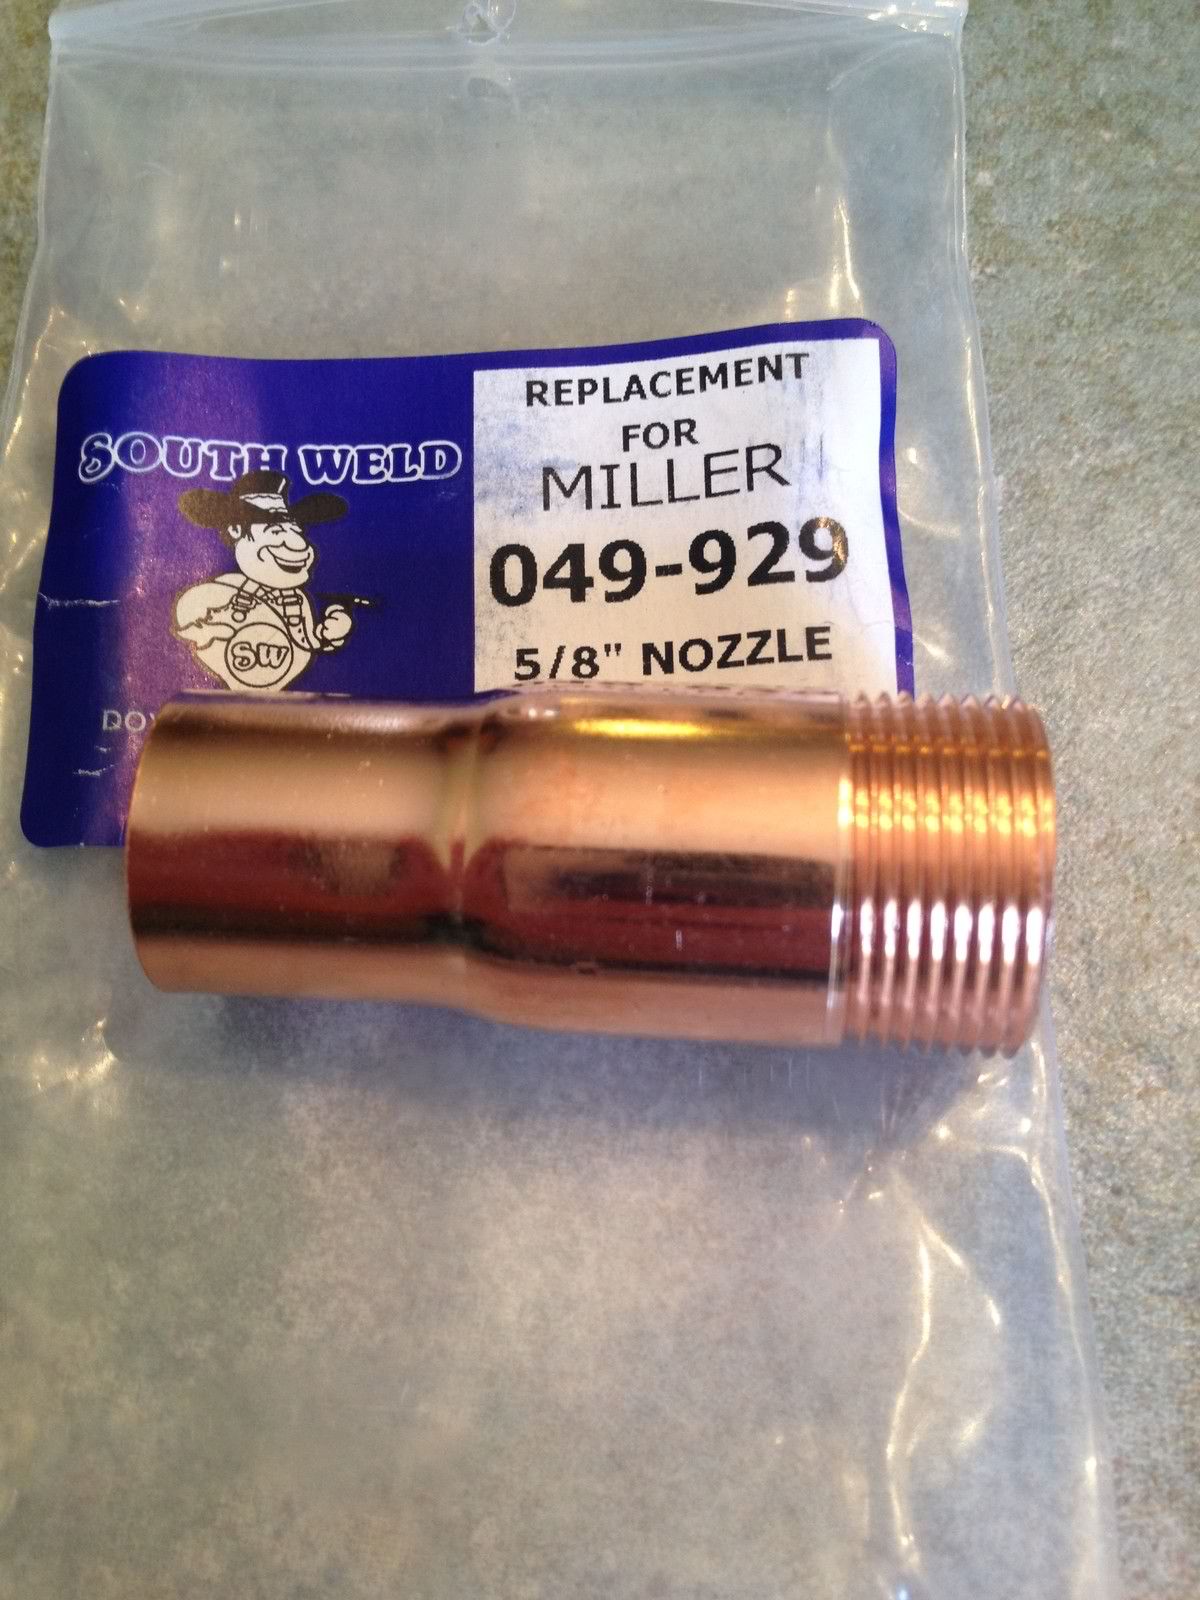 SOUTH WELD
SW
REPLACEMENT
FOR
MILLER
049-929
5/8" NOZZLE